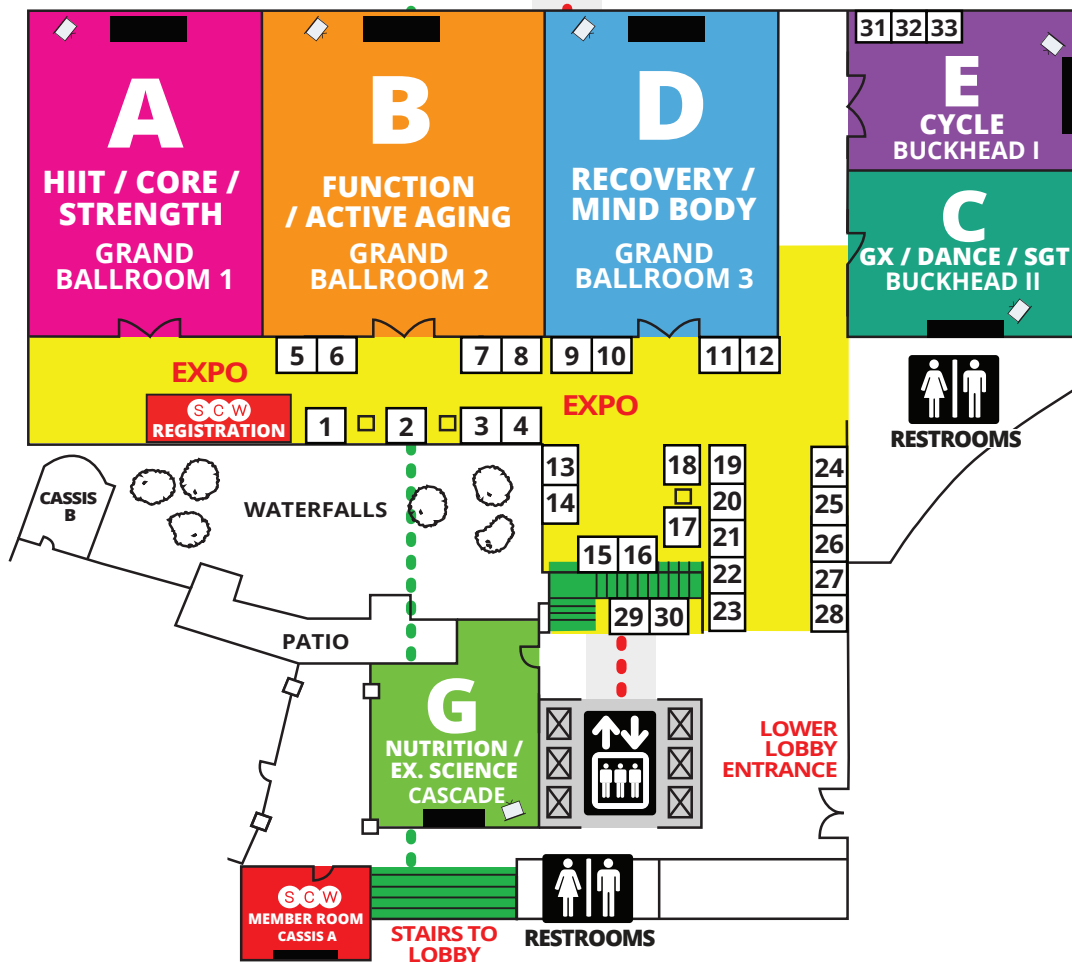 A
HIIT / CORE /
STRENGTH
GRAND
BALLROOM 1
B
FUNCTION
/ ACTIVE AGING
GRAND
BALLROOM 2
D
RECOVERY /
MIND BODY
GRAND
BALLROOM 3
31 32 33
E
CYCLE
BUCKHEAD I
C
GX / DANCE / SGT
BUCKHEAD II
5 6
7 8
9 10
11 12
EXPO
EXPO
SCW
REGISTRATION
1
2
3 4
RESTROOMS
13
14
18
17
19
20
21
22
23
24
25
26
27
28
15 16
29 30
CASSIS
B
WATERFALLS
PATIO
G
NUTRITION /
EX. SCIENCE
CASCADE
LOWER
LOBBY
ENTRANCE
SCW
MEMBER ROOM
CASSIS A
STAIRS TO
LOBBY
RESTROOMS